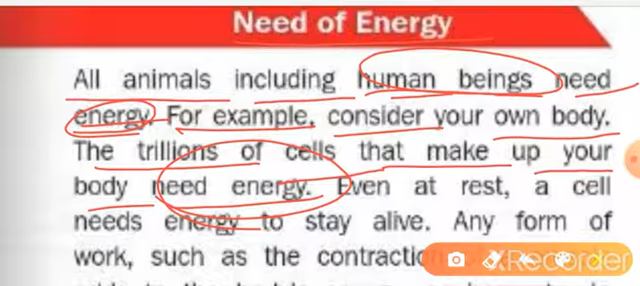 Need of Energy
All animals including human beings need
energy. For example, consider your own body.
The trillions of cells that make up your
body need energy. Even at rest, a cell
needs energy to stay alive. Any form of
work, such as the
XRecorder